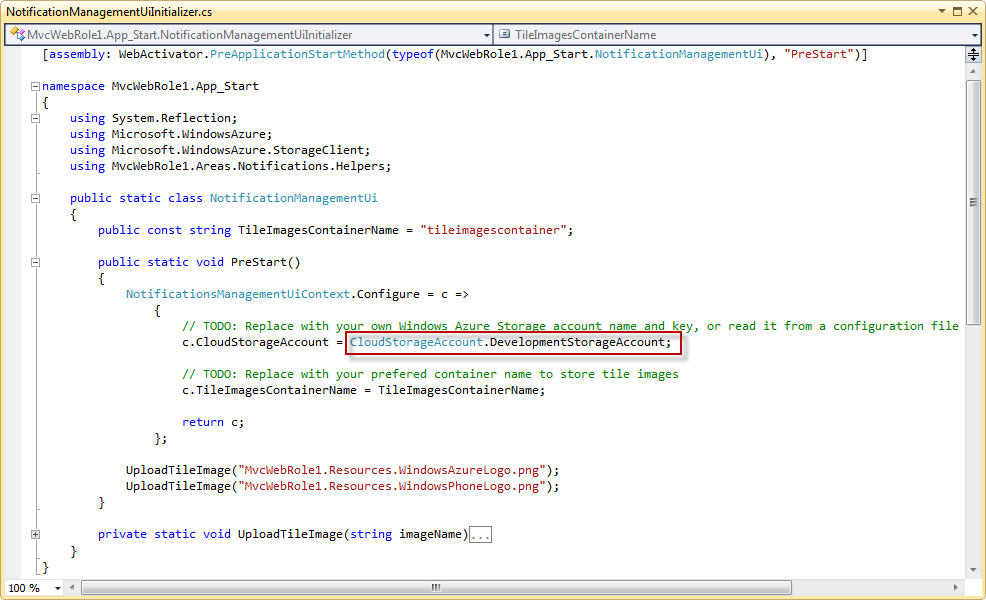 NotificationManagementUiInitializer.cs
MvcWebRole1.App_Start.NotificationManagementUiInitializer TileImagesContainerName
[assembly: WebActivator.PreApplicationStartMethod(typeof(MvcWebRole1.App_Start.NotificationManagementUi), "PreStart")]
namespace MvcWebRole1.App_Start
{
using System.Reflection;
using Microsoft.WindowsAzure;
using Microsoft.WindowsAzure.StorageClient;
using MvcWebRole1.Areas.Notifications.Helpers;
public static class NotificationManagementUi
{
public const string TileImagesContainerName = "tileimagescontainer";
public static void PreStart()
{
NotificationsManagementUiContext.Configure = c =>
{
// TODO: Replace with your own Windows Azure Storage account name and key, or read it from a configuration file
c.CloudStorageAccount = CloudStorageAccount.DevelopmentStorageAccount;
// TODO: Replace with your prefered container name to store tile images
c.TileImagesContainerName = TileImagesContainerName;
return c;
};
UploadTileImage("MvcWebRole1.Resources.WindowsAzureLogo.png");
UploadTileImage("MvcWebRole1.Resources.WindowsPhoneLogo.png");
}
private static void UploadTileImage(string imageName)...
}
}
100 %